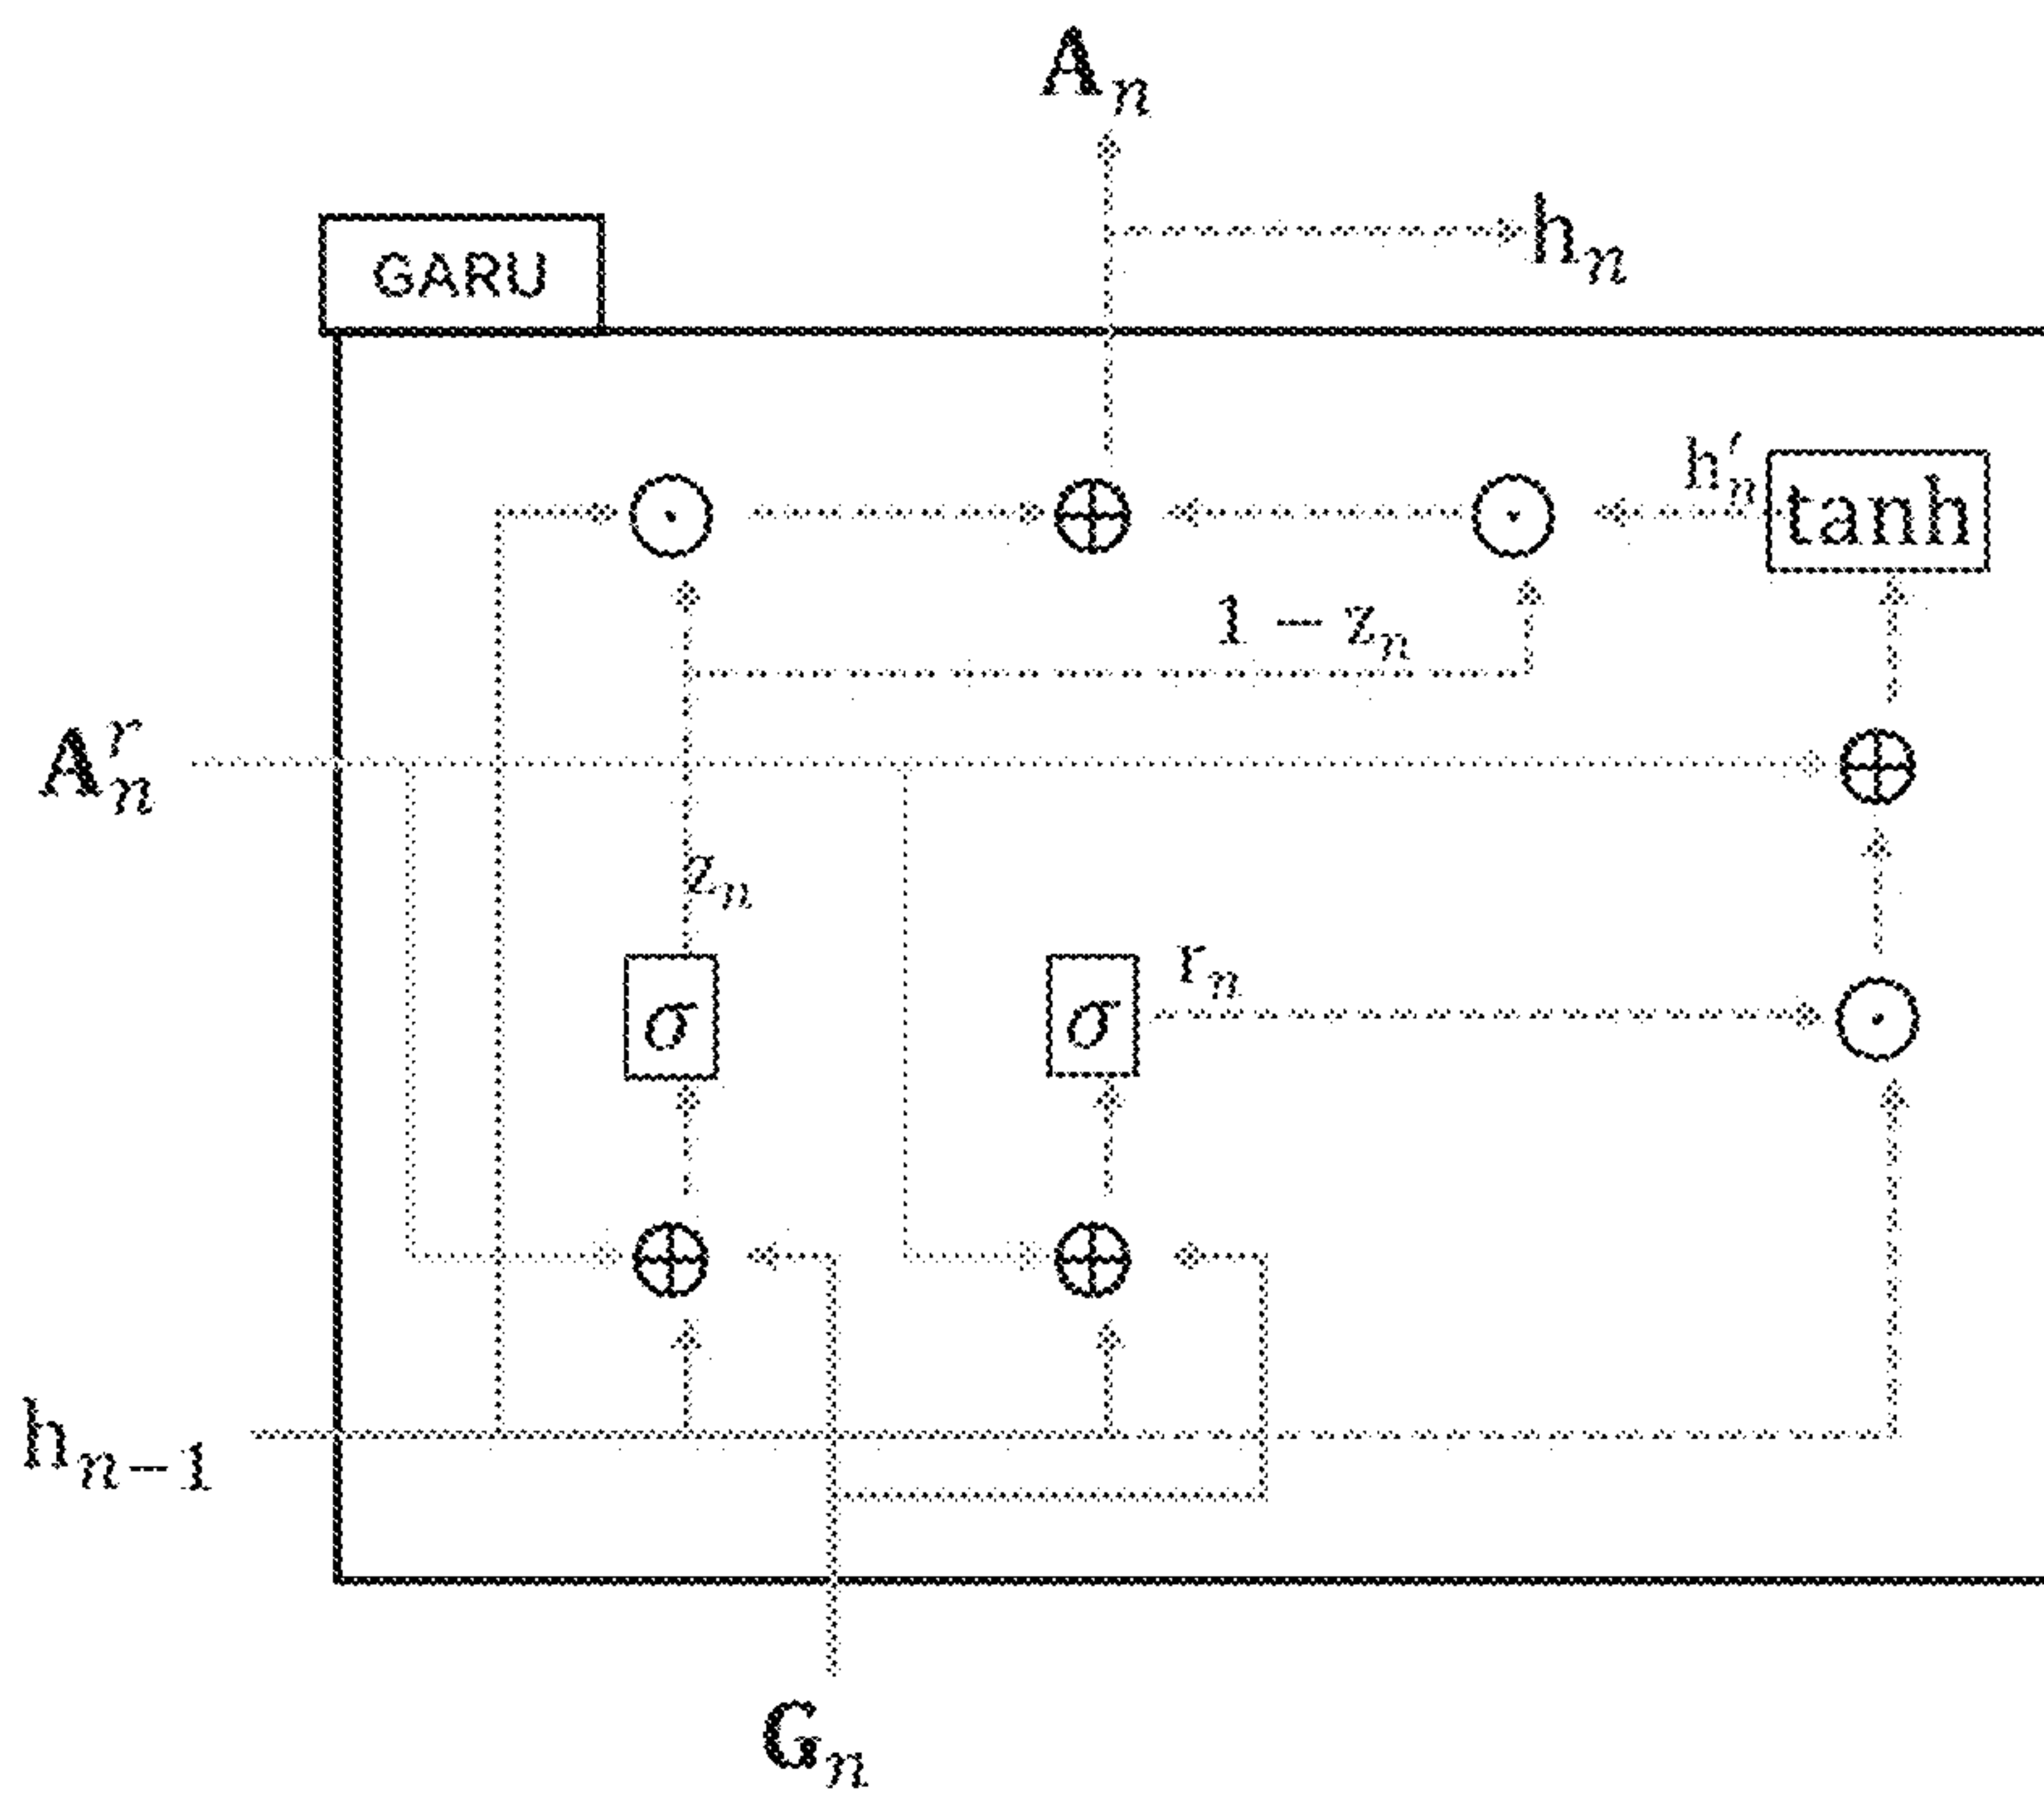 Aₙ
hₙ
GARU
h′ₙ
tanh
1 − zₙ
Aʳₙ
zₙ
σ
σ
rₙ
hₙ₋₁
Gₙ